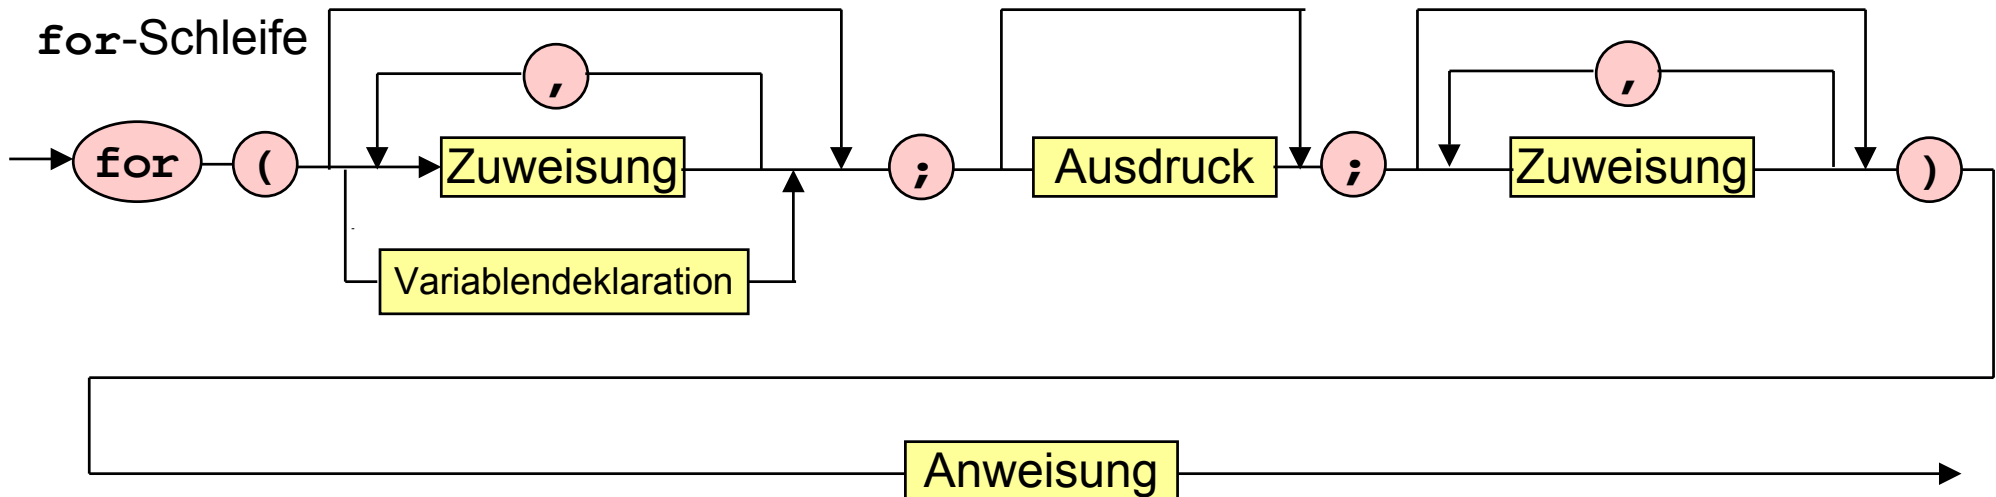 for-Schleife
, ,
for ( Zuweisung ; Ausdruck ; Zuweisung )
Variablendeklaration
Anweisung